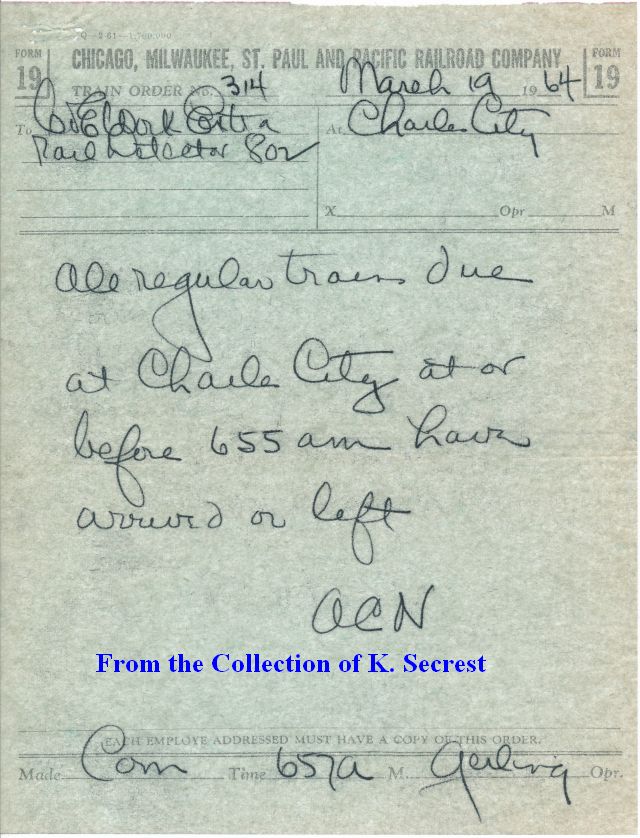 FORM 19
CHICAGO, MILWAUKEE, ST. PAUL AND PACIFIC RAILROAD COMPANY
FORM 19
TRAIN ORDER No. 314 March 19 1964
To C&E Work Extra
Rail Detector 802
At Charles City
X Opr M
All regular trains due
at Charles City at or
before 655 am have
arrived or left
From the Collection of K. Secrest
EACH EMPLOYE ADDRESSED MUST HAVE A COPY OF THIS ORDER.
Made Com Time 657A M. Opr.